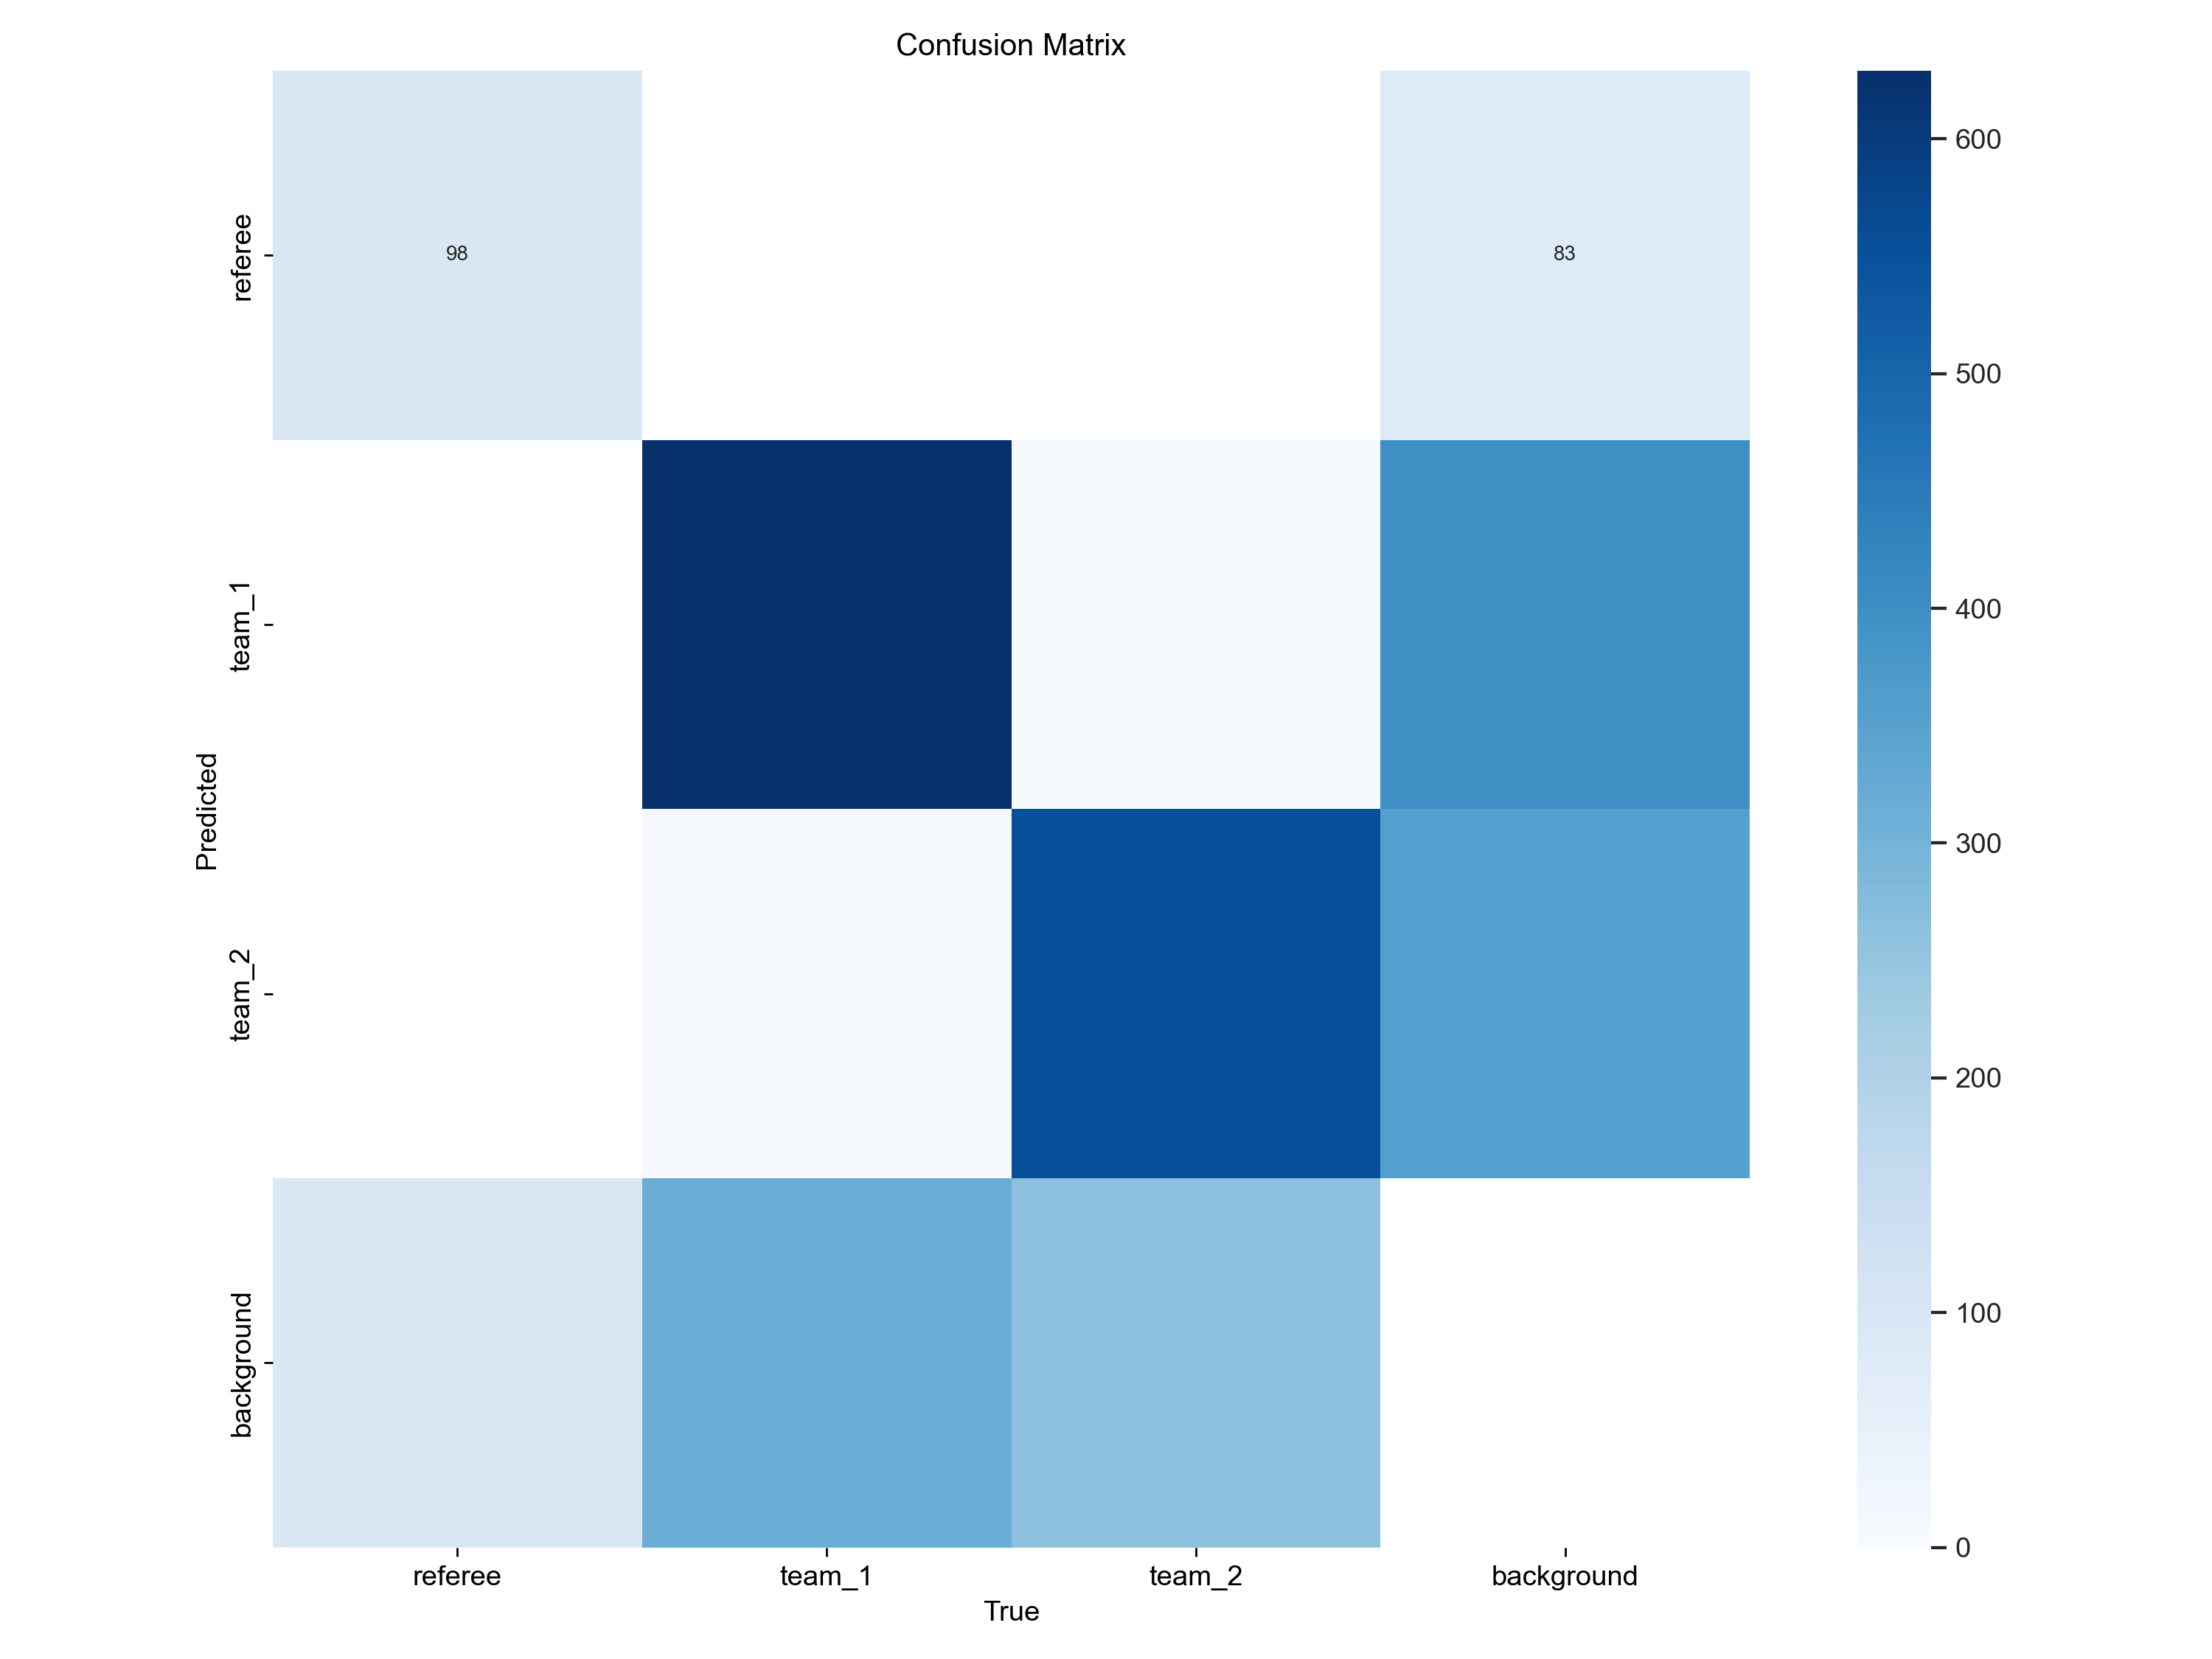 Confusion Matrix
referee
98
83
team_1
team_2
background
Predicted
referee
team_1
team_2
background
True
600
500
400
300
200
100
0